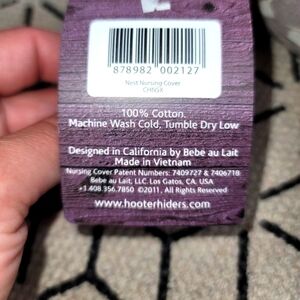 878982 002127
Nest Nursing Cover
CHNGX
100% Cotton.
Machine Wash Cold, Tumble Dry Low
Designed in California by Bebe au Lait
Made in Vietnam
Nursing Cover Patent Numbers: 7409727 & 7406718
Bebe au Lait, LLC. Los Gatos, CA, USA
+1.408.356.7850 ©2011, All Rights Reserved
www.hooterhiders.com